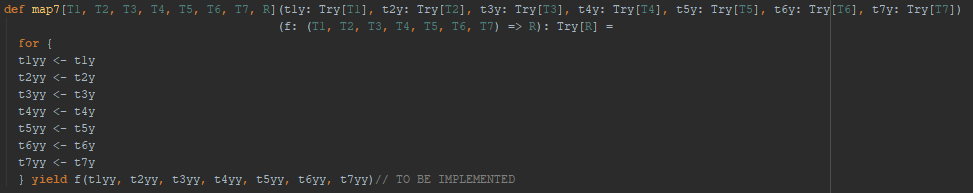 def map7[T1, T2, T3, T4, T5, T6, T7, R](t1y: Try[T1], t2y: Try[T2], t3y: Try[T3], t4y: Try[T4], t5y: Try[T5], t6y: Try[T6], t7y: Try[T7])
(f: (T1, T2, T3, T4, T5, T6, T7) => R): Try[R] =
for {
t1yy <- t1y
t2yy <- t2y
t3yy <- t3y
t4yy <- t4y
t5yy <- t5y
t6yy <- t6y
t7yy <- t7y
} yield f(t1yy, t2yy, t3yy, t4yy, t5yy, t6yy, t7yy)// TO BE IMPLEMENTED